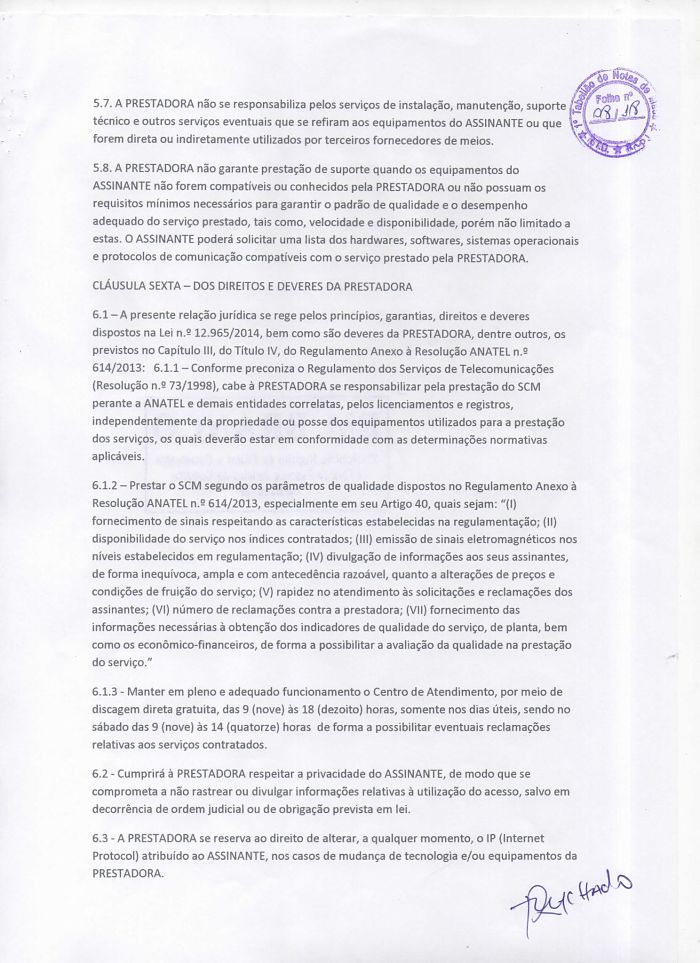 1º Tabelião de Notas de
Folha nº
08/18
5.7. A PRESTADORA não se responsabiliza pelos serviços de instalação, manutenção, suporte
técnico e outros serviços eventuais que se refiram aos equipamentos do ASSINANTE ou que
forem direta ou indiretamente utilizados por terceiros fornecedores de meios.
5.8. A PRESTADORA não garante prestação de suporte quando os equipamentos do
ASSINANTE não forem compatíveis ou conhecidos pela PRESTADORA ou não possuam os
requisitos mínimos necessários para garantir o padrão de qualidade e o desempenho
adequado do serviço prestado, tais como, velocidade e disponibilidade, porém não limitado a
estas. O ASSINANTE poderá solicitar uma lista dos hardwares, softwares, sistemas operacionais
e protocolos de comunicação compatíveis com o serviço prestado pela PRESTADORA.
CLÁUSULA SEXTA – DOS DIREITOS E DEVERES DA PRESTADORA
6.1 – A presente relação jurídica se rege pelos princípios, garantias, direitos e deveres
dispostos na Lei n.º 12.965/2014, bem como são deveres da PRESTADORA, dentre outros, os
previstos no Capítulo III, do Título IV, do Regulamento Anexo à Resolução ANATEL n.º
614/2013: 6.1.1 – Conforme preconiza o Regulamento dos Serviços de Telecomunicações
(Resolução n.º 73/1998), cabe à PRESTADORA se responsabilizar pela prestação do SCM
perante a ANATEL e demais entidades correlatas, pelos licenciamentos e registros,
independentemente da propriedade ou posse dos equipamentos utilizados para a prestação
dos serviços, os quais deverão estar em conformidade com as determinações normativas
aplicáveis.
6.1.2 – Prestar o SCM segundo os parâmetros de qualidade dispostos no Regulamento Anexo à
Resolução ANATEL n.º 614/2013, especialmente em seu Artigo 40, quais sejam: “(I)
fornecimento de sinais respeitando as características estabelecidas na regulamentação; (II)
disponibilidade do serviço nos índices contratados; (III) emissão de sinais eletromagnéticos nos
níveis estabelecidos em regulamentação; (IV) divulgação de informações aos seus assinantes,
de forma inequívoca, ampla e com antecedência razoável, quanto a alterações de preços e
condições de fruição do serviço; (V) rapidez no atendimento às solicitações e reclamações dos
assinantes; (VI) número de reclamações contra a prestadora; (VII) fornecimento das
informações necessárias à obtenção dos indicadores de qualidade do serviço, de planta, bem
como os econômico-financeiros, de forma a possibilitar a avaliação da qualidade na prestação
do serviço.”
6.1.3 - Manter em pleno e adequado funcionamento o Centro de Atendimento, por meio de
discagem direta gratuita, das 9 (nove) às 18 (dezoito) horas, somente nos dias úteis, sendo no
sábado das 9 (nove) às 14 (quatorze) horas de forma a possibilitar eventuais reclamações
relativas aos serviços contratados.
6.2 - Cumprirá à PRESTADORA respeitar a privacidade do ASSINANTE, de modo que se
comprometa a não rastrear ou divulgar informações relativas à utilização do acesso, salvo em
decorrência de ordem judicial ou de obrigação prevista em lei.
6.3 - A PRESTADORA se reserva ao direito de alterar, a qualquer momento, o IP (Internet
Protocol) atribuído ao ASSINANTE, nos casos de mudança de tecnologia e/ou equipamentos da
PRESTADORA.